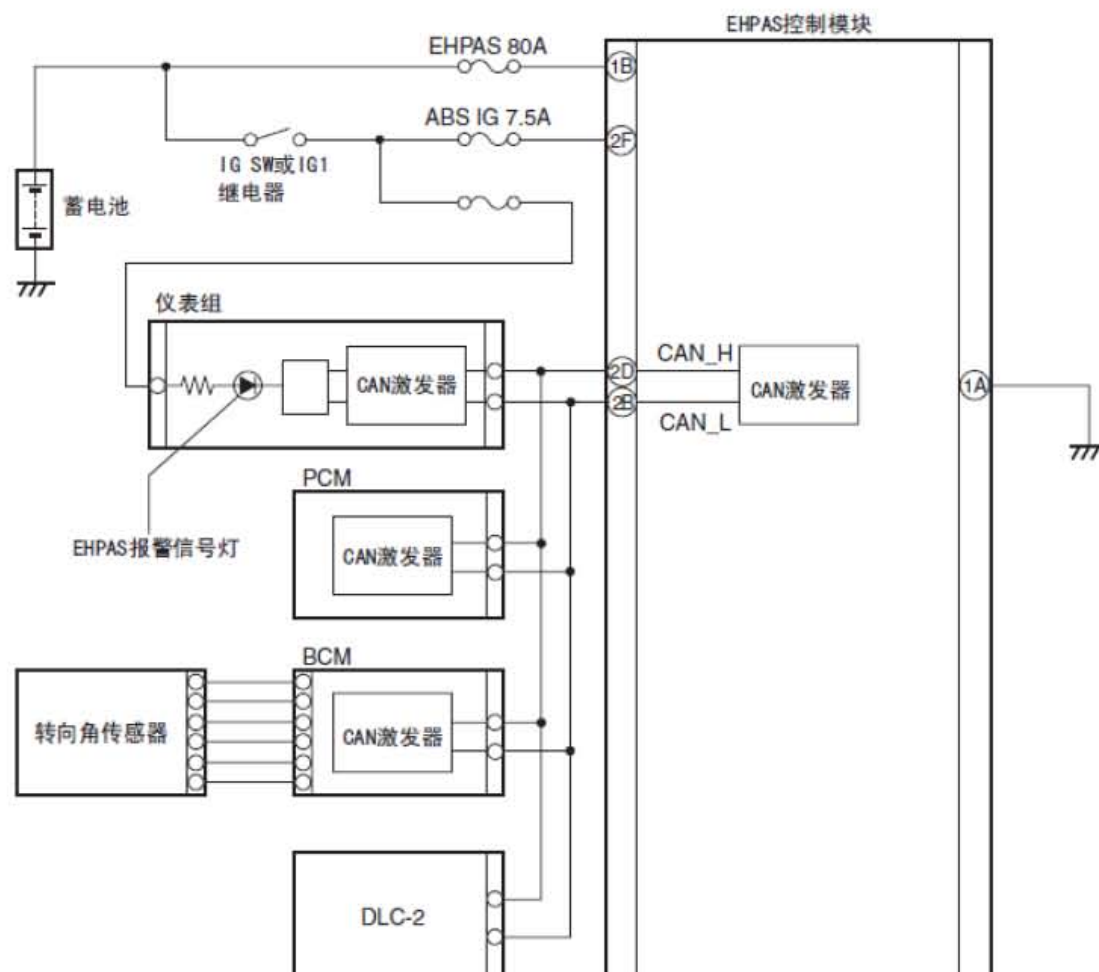 EHPAS控制模块
EHPAS 80A
1B
ABS IG 7.5A
2F
IG SW或IG1
继电器
蓄电池
仪表组
CAN激发器
2D
CAN_H
2B
CAN_L
CAN激发器
1A
EHPAS报警信号灯
PCM
CAN激发器
BCM
转向角传感器
CAN激发器
DLC-2